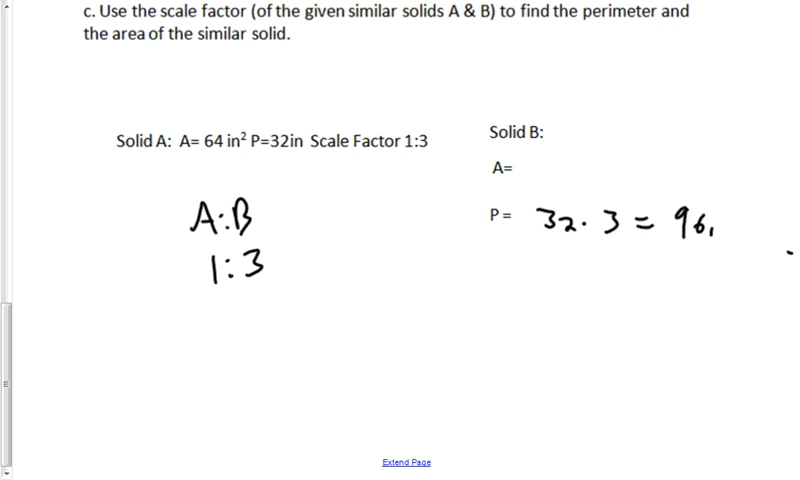 c. Use the scale factor (of the given similar solids A & B) to find the perimeter and
the area of the similar solid.
Solid A:  A= 64 in² P=32in  Scale Factor 1:3
Solid B:
A=
P = 32 · 3 = 96
A:B
1:3
Extend Page